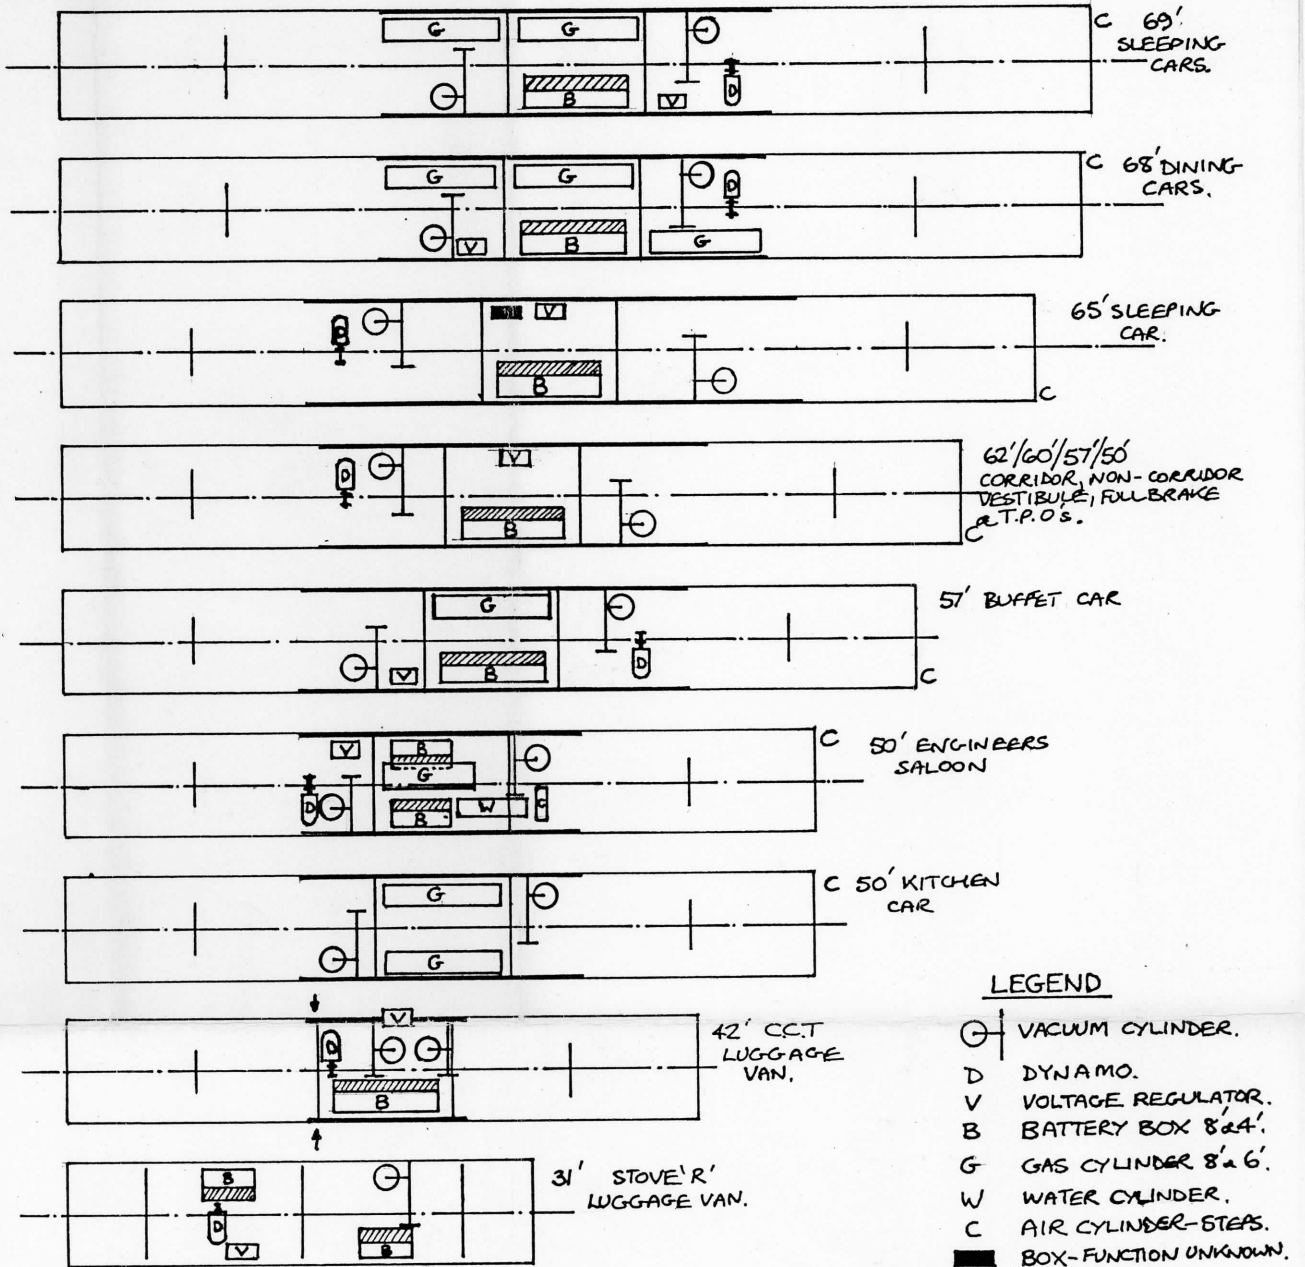 G G C 69'
SLEEPING
CARS.
B V D
G G D C 68' DINING
CARS.
V B G
D V 65' SLEEPING
CAR.
B C
D V 62'/60'/57'/50'
CORRIDOR, NON-CORRIDOR
VESTIBULE, FULL BRAKE
B & T.P.O's.
C
G 57' BUFFET CAR
V B D C
V B C 50' ENGINEERS
SALOON
G
D B W C
G C 50' KITCHEN
CAR
G
V 42' C.C.T
LUGGAGE
VAN.
D
B
B 31' STOVE 'R'
LUGGAGE VAN.
D
V B
LEGEND
VACUUM CYLINDER.
D DYNAMO.
V VOLTAGE REGULATOR.
B BATTERY BOX 8'&4'.
G GAS CYLINDER 8'& 6'.
W WATER CYLINDER.
C AIR CYLINDER-STEPS.
BOX-FUNCTION UNKNOWN.